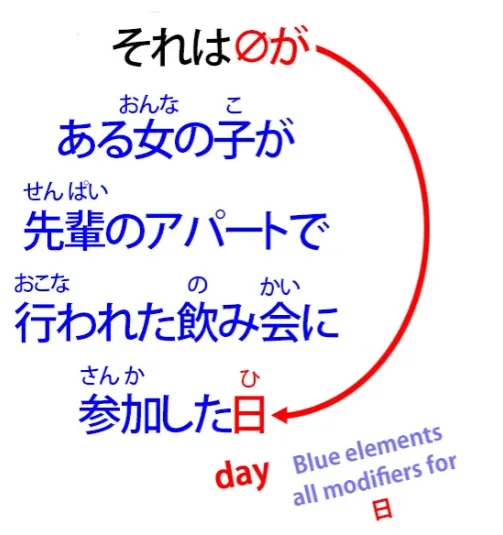 それは∅が
おんな こ
ある女の子が
せんぱい
先輩のアパートで
おこな の かい
行われた飲み会に
さんか ひ
参加した日
day
Blue elements
all modifiers for
日